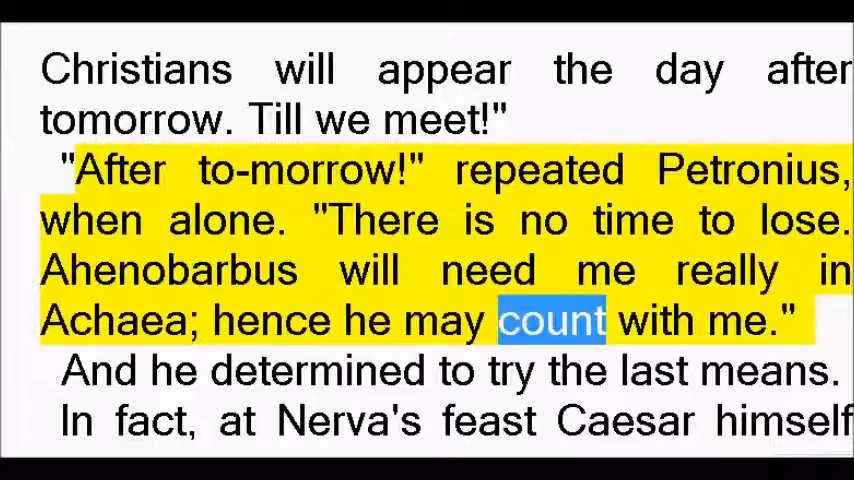 Christians will appear the day after
tomorrow. Till we meet!"
"After to-morrow!" repeated Petronius,
when alone. "There is no time to lose.
Ahenobarbus will need me really in
Achaea; hence he may count with me."
And he determined to try the last means.
In fact, at Nerva's feast Caesar himself